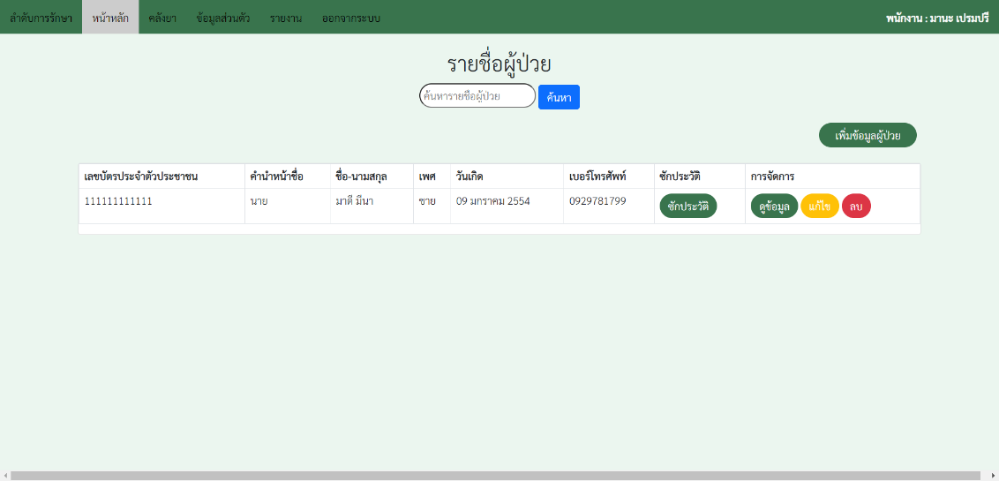 ลำดับการรักษา หน้าหลัก คลังยา ข้อมูลส่วนตัว รายงาน ออกจากระบบ พนักงาน : มานะ เปรมปรี
รายชื่อผู้ป่วย
ค้นหารายชื่อผู้ป่วย ค้นหา
เพิ่มข้อมูลผู้ป่วย
เลขบัตรประจำตัวประชาชน คำนำหน้าชื่อ ชื่อ-นามสกุล เพศ วันเกิด เบอร์โทรศัพท์ ซักประวัติ การจัดการ
111111111111 นาย มาดี มีนา ชาย 09 มกราคม 2554 0929781799 ซักประวัติ ดูข้อมูล แก้ไข ลบ